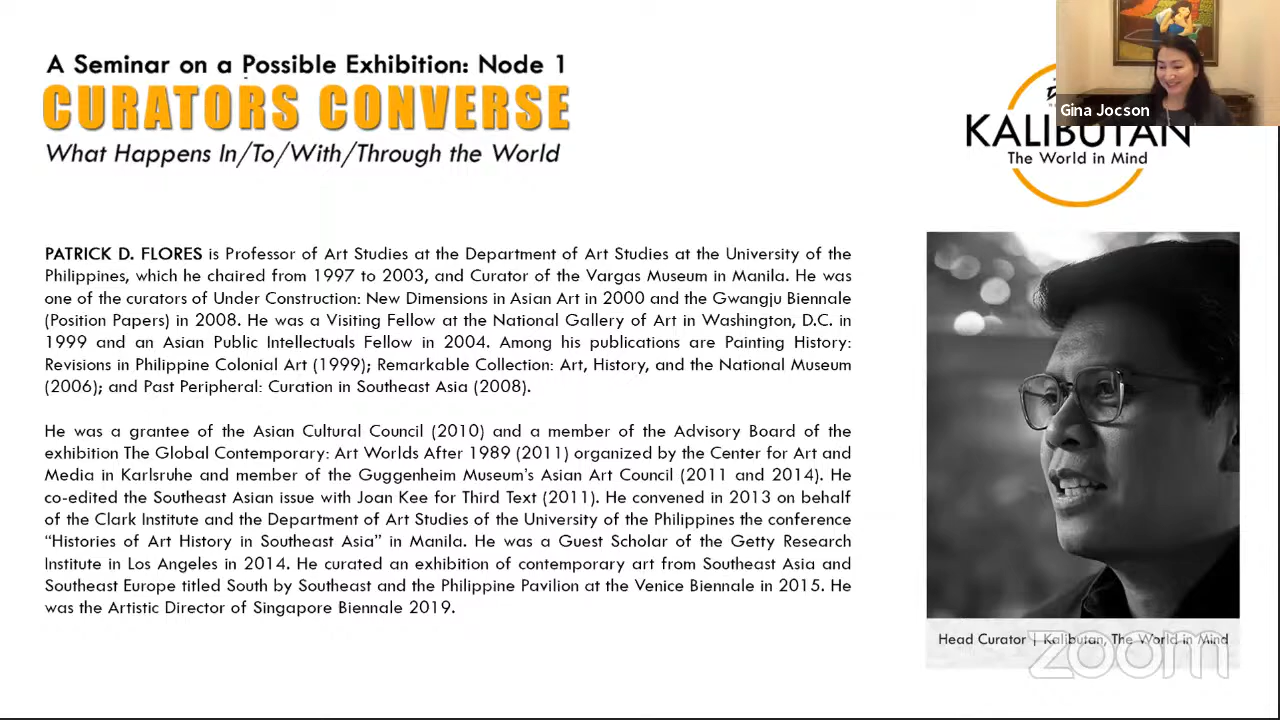 A Seminar on a Possible Exhibition: Node 1
CURATORS CONVERSE
What Happens In/To/With/Through the World
Gina Jocson
KALIBUTAN
The World in Mind
PATRICK D. FLORES is Professor of Art Studies at the Department of Art Studies at the University of the
Philippines, which he chaired from 1997 to 2003, and Curator of the Vargas Museum in Manila. He was
one of the curators of Under Construction: New Dimensions in Asian Art in 2000 and the Gwangju Biennale
(Position Papers) in 2008. He was a Visiting Fellow at the National Gallery of Art in Washington, D.C. in
1999 and an Asian Public Intellectuals Fellow in 2004. Among his publications are Painting History:
Revisions in Philippine Colonial Art (1999); Remarkable Collection: Art, History, and the National Museum
(2006); and Past Peripheral: Curation in Southeast Asia (2008).
He was a grantee of the Asian Cultural Council (2010) and a member of the Advisory Board of the
exhibition The Global Contemporary: Art Worlds After 1989 (2011) organized by the Center for Art and
Media in Karlsruhe and member of the Guggenheim Museum's Asian Art Council (2011 and 2014). He
co-edited the Southeast Asian issue with Joan Kee for Third Text (2011). He convened in 2013 on behalf
of the Clark Institute and the Department of Art Studies of the University of the Philippines the conference
“Histories of Art History in Southeast Asia” in Manila. He was a Guest Scholar of the Getty Research
Institute in Los Angeles in 2014. He curated an exhibition of contemporary art from Southeast Asia and
Southeast Europe titled South by Southeast and the Philippine Pavilion at the Venice Biennale in 2015. He
was the Artistic Director of Singapore Biennale 2019.
Head Curator | Kalibutan, The World in Mind
zoom